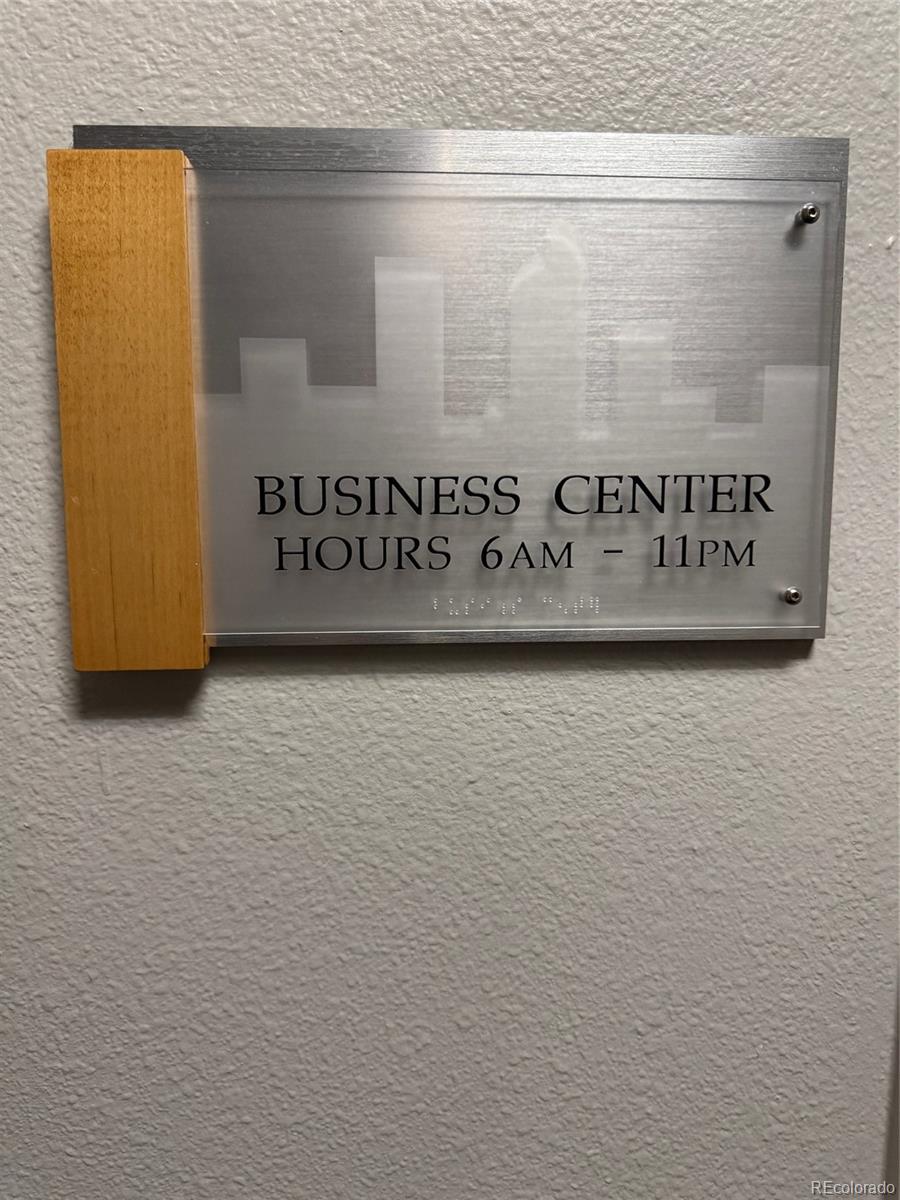 BUSINESS CENTER
HOURS 6AM - 11PM
REcolorado